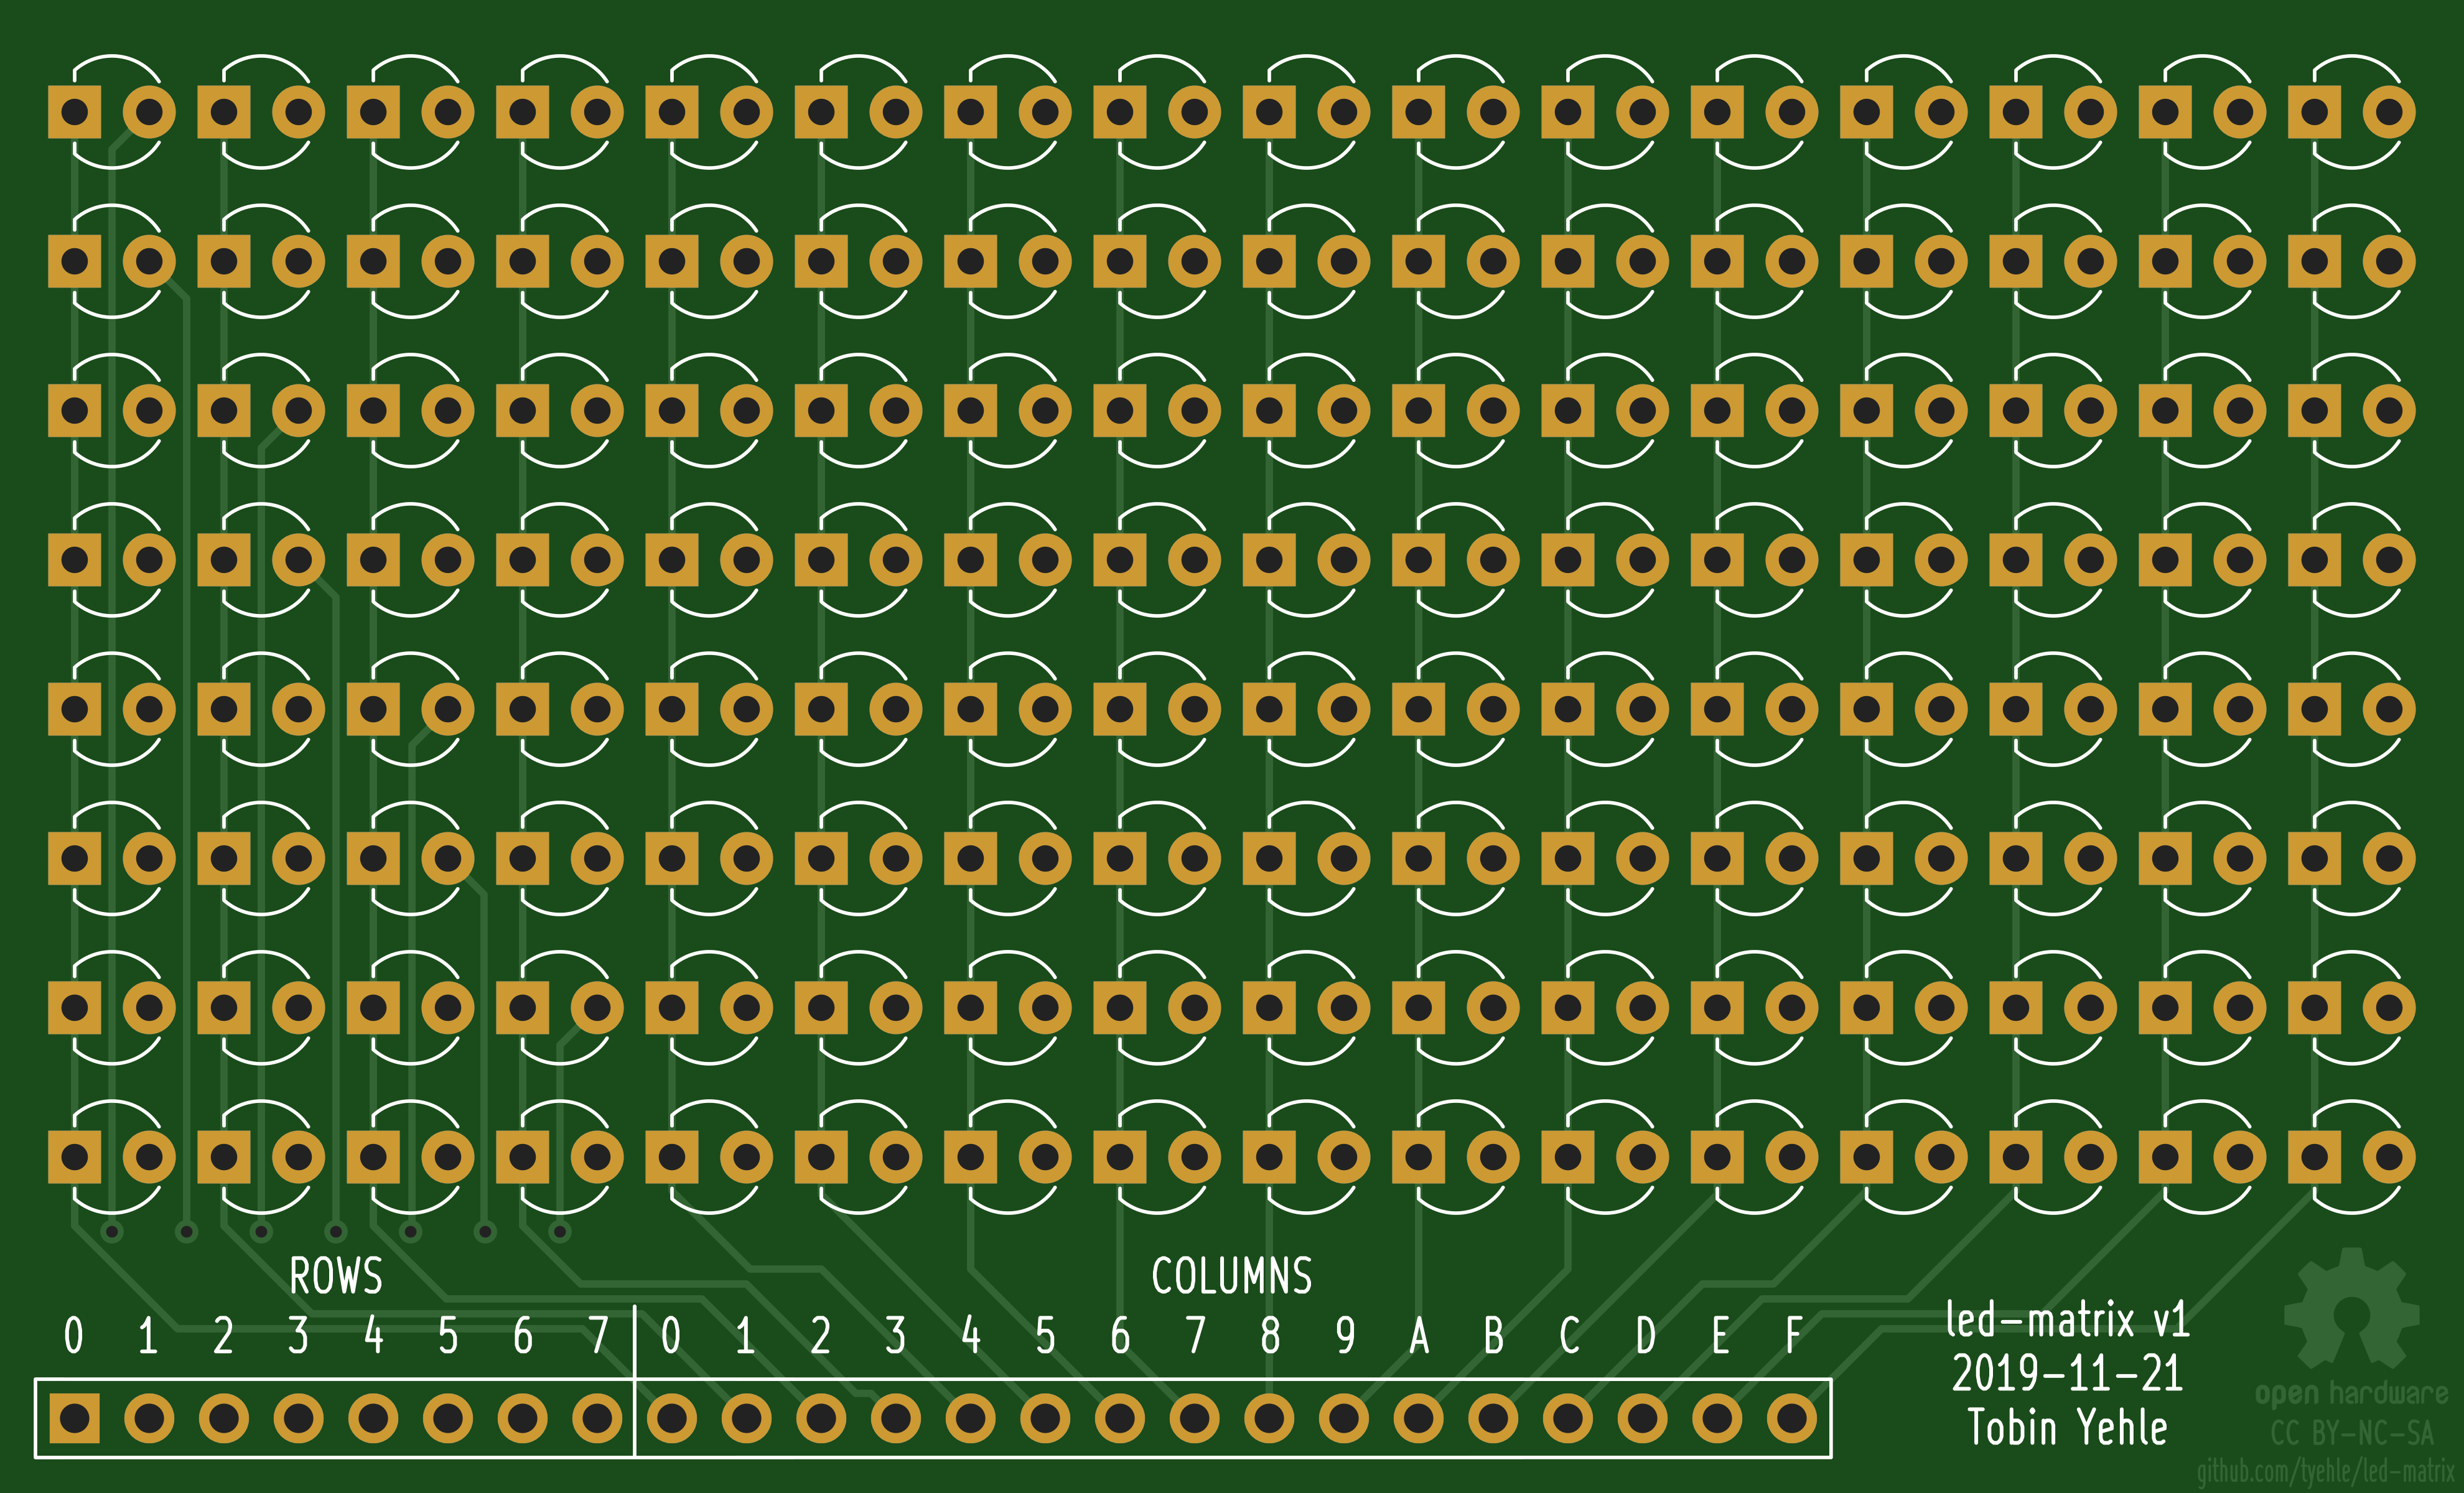 ROWS COLUMNS
0 1 2 3 4 5 6 7 0 1 2 3 4 5 6 7 8 9 A B C D E F
led-matrix v1
2019-11-21
Tobin Yehle
open hardware
CC BY-NC-SA
github.com/tyehle/led-matrix